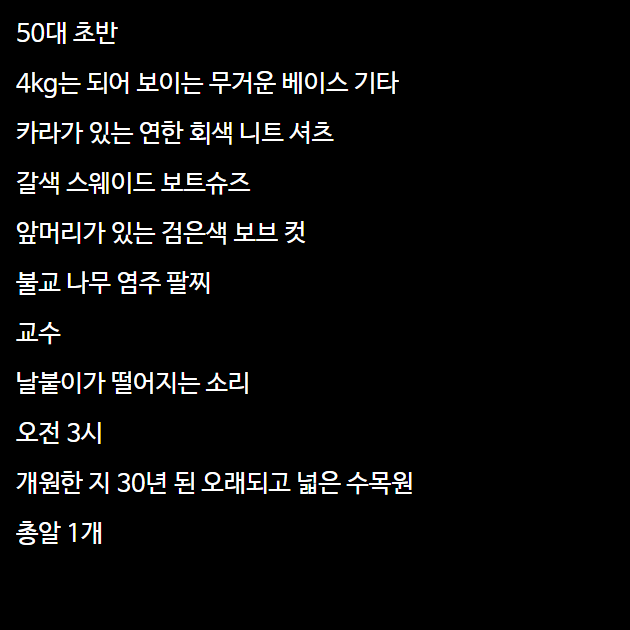 50대 초반
4kg는 되어 보이는 무거운 베이스 기타
카라가 있는 연한 회색 니트 셔츠
갈색 스웨이드 보트슈즈
앞머리가 있는 검은색 보브 컷
불교 나무 염주 팔찌
교수
날붙이가 떨어지는 소리
오전 3시
개원한 지 30년 된 오래되고 넓은 수목원
총알 1개